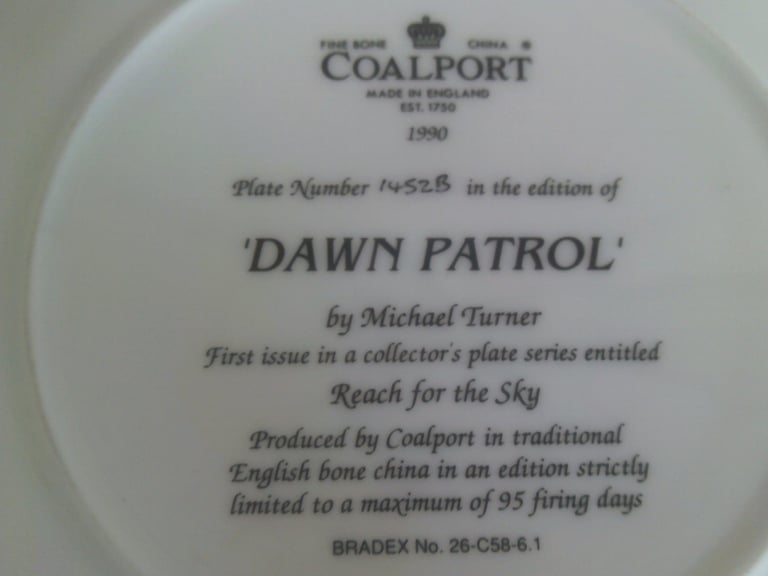 FINE BONE CHINA ®
COALPORT
MADE IN ENGLAND
EST. 1750
1990
Plate Number 1452B in the edition of
'DAWN PATROL'
by Michael Turner
First issue in a collector's plate series entitled
Reach for the Sky
Produced by Coalport in traditional
English bone china in an edition strictly
limited to a maximum of 95 firing days
BRADEX No. 26-C58-6.1